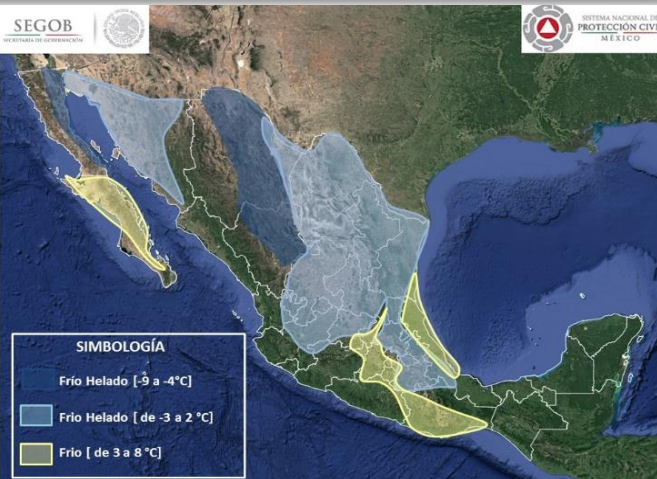 SEGOB
SECRETARÍA DE GOBERNACIÓN
SISTEMA NACIONAL DE
PROTECCIÓN CIVIL
MÉXICO
SIMBOLOGÍA
Frío Helado [-9 a -4°C]
Frio Helado [ de -3 a 2 °C]
Frio [ de 3 a 8 °C]